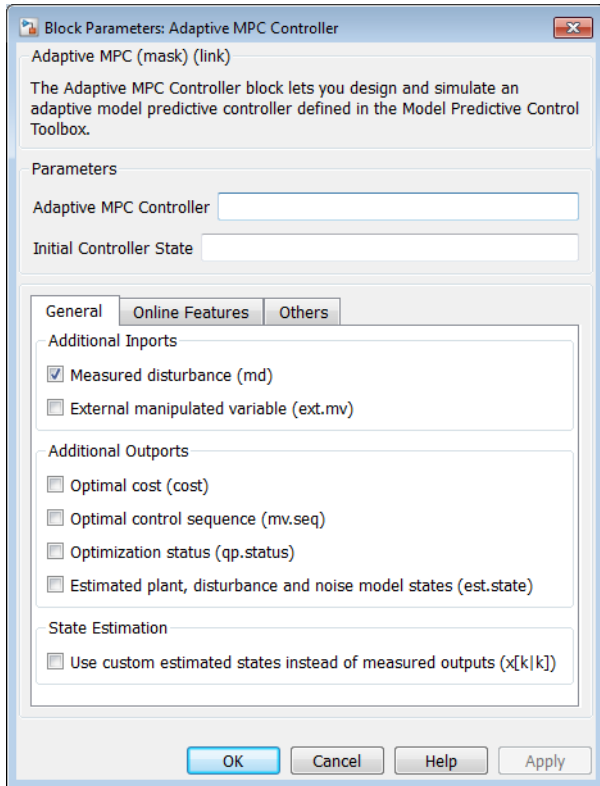 Block Parameters: Adaptive MPC Controller
Adaptive MPC (mask) (link)
The Adaptive MPC Controller block lets you design and simulate an
adaptive model predictive controller defined in the Model Predictive Control
Toolbox.
Parameters
Adaptive MPC Controller
Initial Controller State
General Online Features Others
Additional Inports
Measured disturbance (md)
External manipulated variable (ext.mv)
Additional Outports
Optimal cost (cost)
Optimal control sequence (mv.seq)
Optimization status (qp.status)
Estimated plant, disturbance and noise model states (est.state)
State Estimation
Use custom estimated states instead of measured outputs (x[k|k])
OK Cancel Help Apply